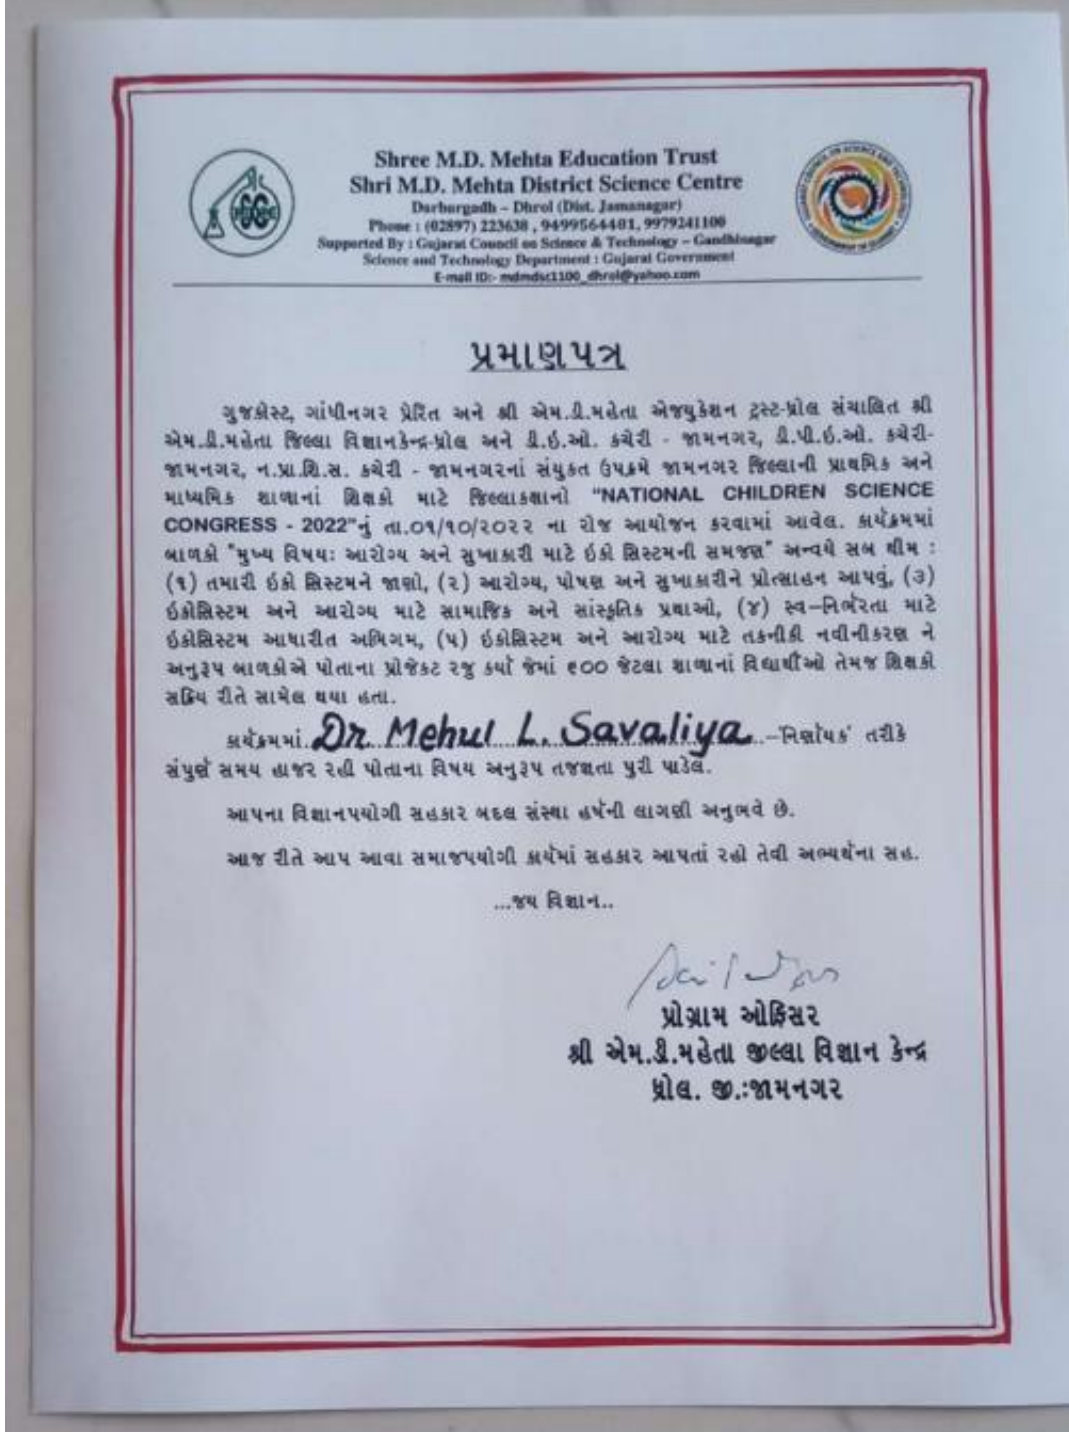 Shree M.D. Mehta Education Trust
Shri M.D. Mehta District Science Centre
Darbargadh – Dhrol (Dist. Jamanagar)
Phone : (02897) 223638 , 9499564401, 9979241100
Supported By : Gujarat Council on Science & Technology – Gandhinagar
Science and Technology Department : Gujarat Government
E-mail ID:- mdmdsc1100_dhrol@yahoo.com
પ્રમાણપત્ર
ગુજકોસ્ટ, ગાંધીનગર પ્રેરિત અને શ્રી એમ.ડી.મહેતા એજયુકેશન ટ્રસ્ટ-ધ્રોલ સંચાલિત શ્રી
એમ.ડી.મહેતા જિલ્લા વિજ્ઞાનકેન્દ્ર-ધ્રોલ અને ડી.ઇ.ઓ. કચેરી - જામનગર, ડી.પી.ઇ.ઓ. કચેરી-
જામનગર, ન.પ્રા.શિ.સ. કચેરી - જામનગરનાં સંયુકત ઉપક્રમે જામનગર જિલ્લાની પ્રાથમિક અને
માધ્યમિક શાળાનાં શિક્ષકો માટે જિલ્લાકક્ષાનો "NATIONAL CHILDREN SCIENCE
CONGRESS - 2022"નું તા.૦૧/૧૦/૨૦૨૨ ના રોજ આયોજન કરવામાં આવેલ. કાર્યક્રમમાં
બાળકો "મુખ્ય વિષયઃ આરોગ્ય અને સુખાકારી માટે ઇકો સિસ્ટમની સમજણ" અન્વયે સબ થીમ :
(૧) તમારી ઇકો સિસ્ટમને જાણો, (૨) આરોગ્ય, પોષણ અને સુખાકારીને પ્રોત્સાહન આપવું, (૩)
ઇકોસિસ્ટમ અને આરોગ્ય માટે સામાજિક અને સાંસ્કૃતિક પ્રથાઓ, (૪) સ્વ–નિર્ભરતા માટે
ઇકોસિસ્ટમ આધારીત અભિગમ, (૫) ઇકોસિસ્ટમ અને આરોગ્ય માટે તકનીકી નવીનીકરણ ને
અનુરૂપ બાળકોએ પોતાના પ્રોજેકટ રજુ કર્યા જેમાં ૬૦૦ જેટલા શાળાનાં વિદ્યાર્થીઓ તેમજ શિક્ષકો
સક્રિય રીતે સામેલ થયા હતા.
કાર્યક્રમમાં Dr. Mehul L. Savaliya –'નિર્ણાયક' તરીકે
સંપુર્ણ સમય હાજર રહી પોતાના વિષય અનુરૂપ તજજ્ઞતા પુરી પાડેલ.
આપના વિજ્ઞાનપયોગી સહકાર બદલ સંસ્થા હર્ષની લાગણી અનુભવે છે.
આજ રીતે આપ આવા સમાજપયોગી કાર્યમાં સહકાર આપતાં રહો તેવી અભ્યર્થના સહ.
...જય વિજ્ઞાન..
પ્રોગ્રામ ઓફિસર
શ્રી એમ.ડી.મહેતા જીલ્લા વિજ્ઞાન કેન્દ્ર
ધ્રોલ. જી.:જામનગર